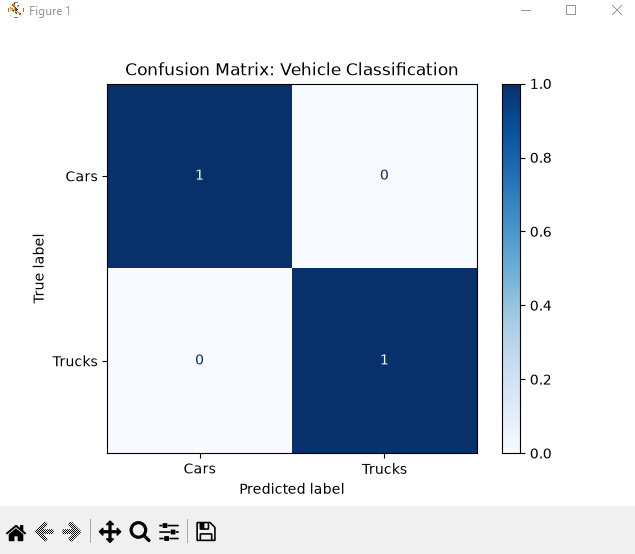 Figure 1
Confusion Matrix: Vehicle Classification
1.0
Cars
1
0
0.8
True label
0.6
0.4
Trucks
0
1
0.2
0.0
Cars
Trucks
Predicted label